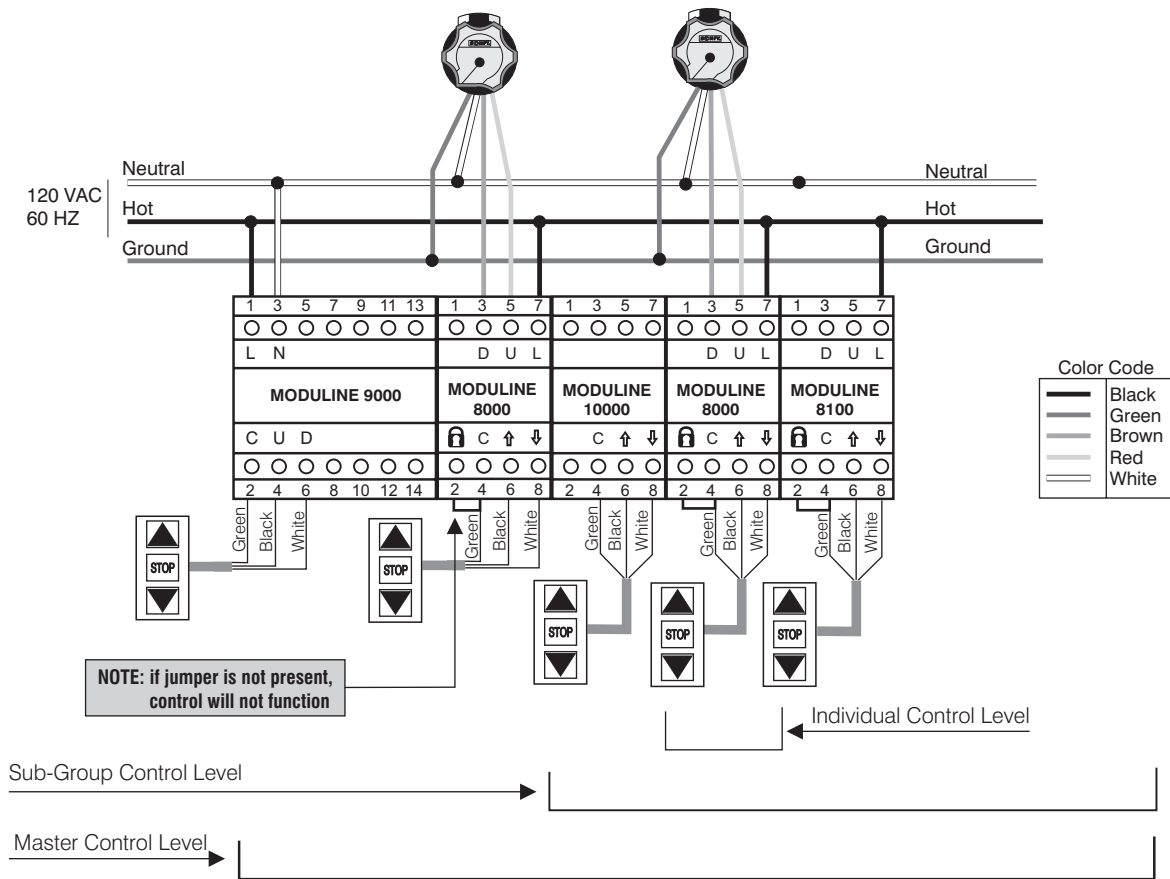 Neutral
Neutral
120 VAC
60 HZ
Hot
Hot
Ground
Ground
1 3 5 7 9 11 13 1 3 5 7 1 3 5 7 1 3 5 7 1 3 5 7
L N D U L D U L D U L
MODULINE 9000
MODULINE
8000
MODULINE
10000
MODULINE
8000
MODULINE
8100
C U D C C C C
2 4 6 8 10 12 14 2 4 6 8 2 4 6 8 2 4 6 8 2 4 6 8
Green Black White Green Black White Green Black White Green Black White Green Black White
Color Code
Black
Green
Brown
Red
White
STOP
STOP
STOP
STOP
STOP
NOTE: if jumper is not present,
control will not function
Individual Control Level
Sub-Group Control Level
Master Control Level